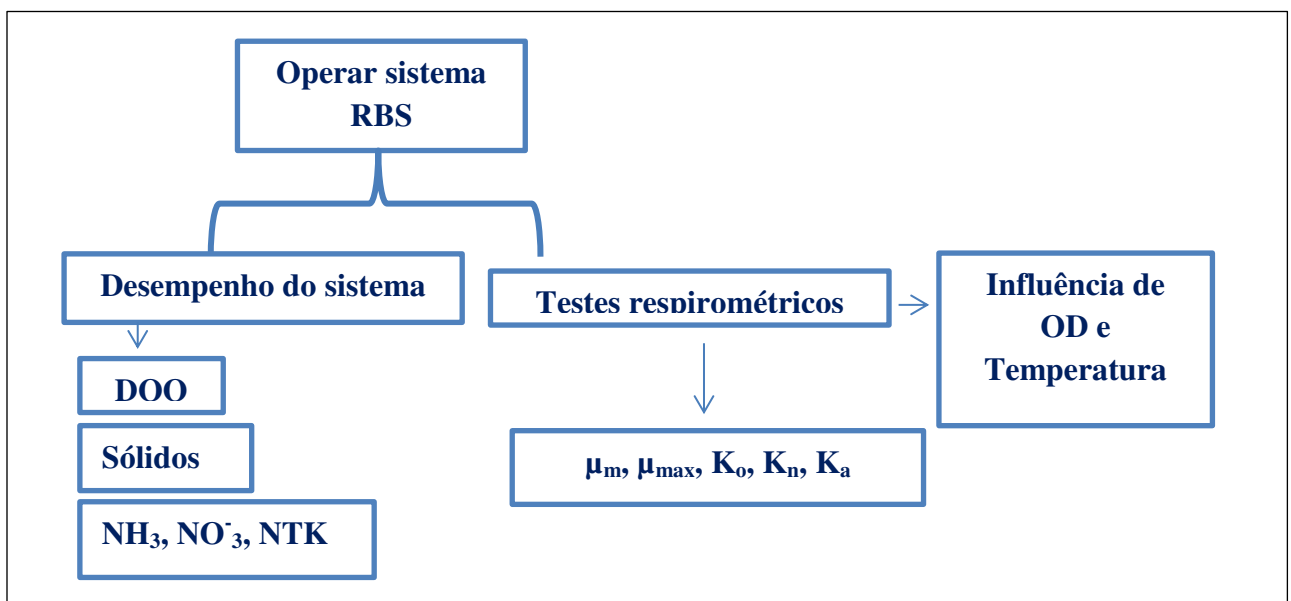 Operar sistema
RBS
Desempenho do sistema
Testes respirométricos
Influência de
OD e
Temperatura
DOO
Sólidos
NH₃, NO⁻₃, NTK
µₘ, µₘₐₓ, Kₒ, Kₙ, Kₐ